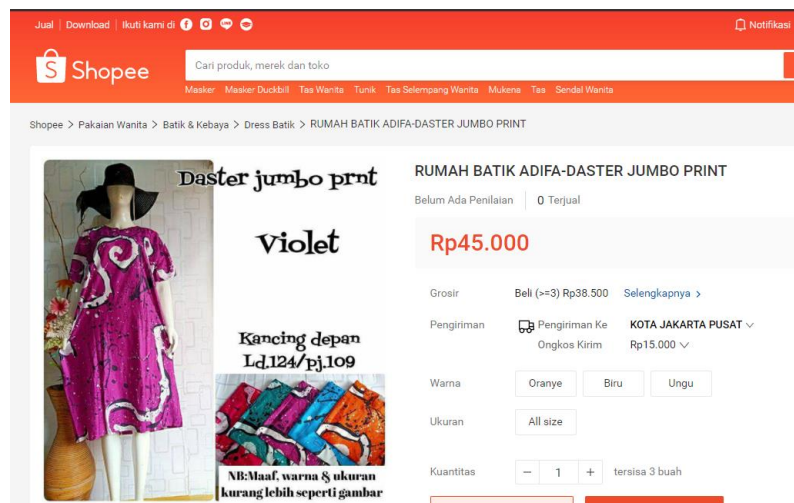 Jual | Download | Ikuti kami di
Notifikasi
Shopee
Cari produk, merek dan toko
Masker Masker Duckbill Tas Wanita Tunik Tas Selempang Wanita Mukena Tas Sendal Wanita
Shopee > Pakaian Wanita > Batik & Kebaya > Dress Batik > RUMAH BATIK ADIFA-DASTER JUMBO PRINT
Daster jumbo prnt
Violet
Kancing depan
Ld.124/pj.109
NB:Maaf, warna & ukuran
kurang lebih seperti gambar
RUMAH BATIK ADIFA-DASTER JUMBO PRINT
Belum Ada Penilaian | 0 Terjual
Rp45.000
Grosir Beli (>=3) Rp38.500 Selengkapnya >
Pengiriman Pengiriman Ke KOTA JAKARTA PUSAT
Ongkos Kirim Rp15.000
Warna Oranye Biru Ungu
Ukuran All size
Kuantitas − 1 + tersisa 3 buah